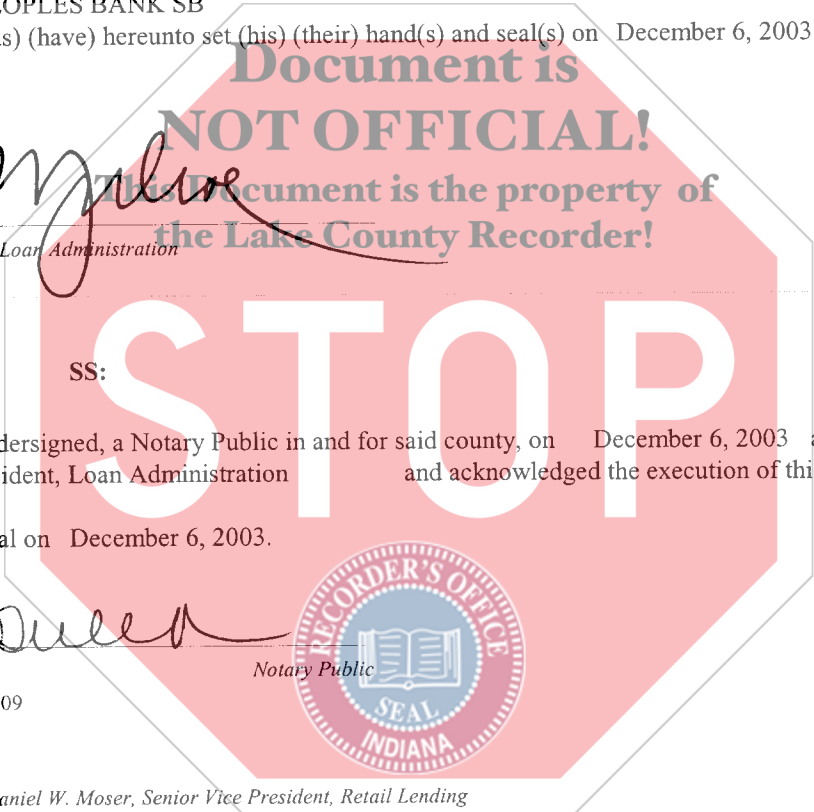 OPLES BANK SB
s) (have) hereunto set (his) (their) hand(s) and seal(s) on December 6, 2003
Document is
NOT OFFICIAL!
This Document is the property of
the Lake County Recorder!
Loan Administration
STOP
SS:
dersigned, a Notary Public in and for said county, on December 6, 2003 a
ident, Loan Administration and acknowledged the execution of thi
al on December 6, 2003.
RECORDER'S OFFICE
SEAL
INDIANA
Notary Public
09
aniel W. Moser, Senior Vice President, Retail Lending